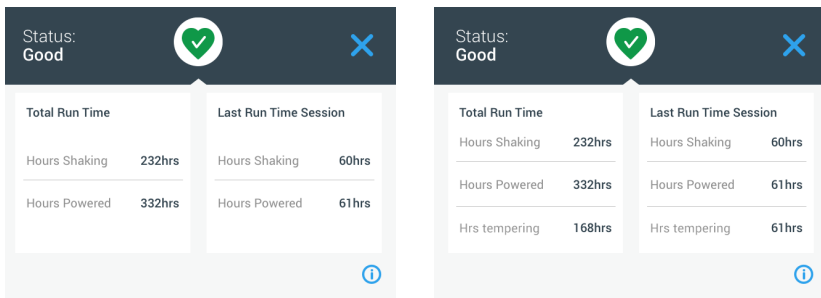 Status:
Good
Total Run Time
Hours Shaking 232hrs
Hours Powered 332hrs
Last Run Time Session
Hours Shaking 60hrs
Hours Powered 61hrs
Status:
Good
Total Run Time
Hours Shaking 232hrs
Hours Powered 332hrs
Hrs tempering 168hrs
Last Run Time Session
Hours Shaking 60hrs
Hours Powered 61hrs
Hrs tempering 61hrs